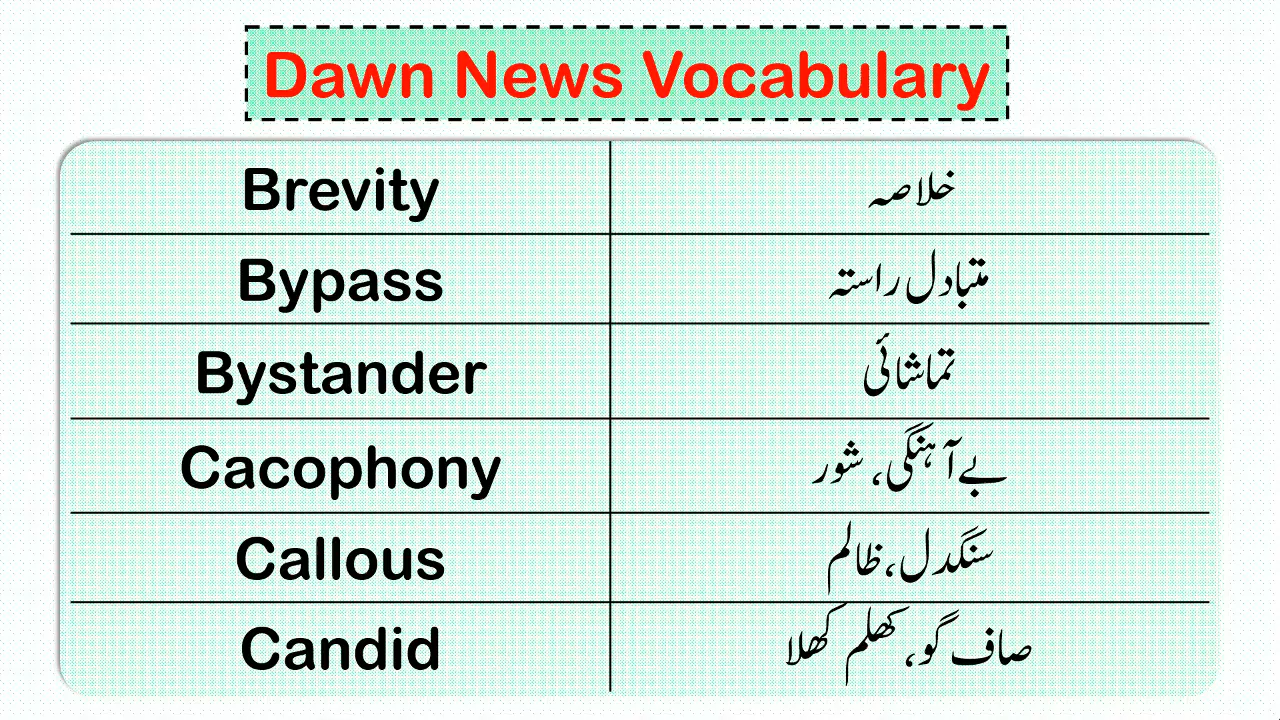 Dawn News Vocabulary
Brevity خلاصہ
Bypass متبادل راستہ
Bystander تماشائی
Cacophony بے آہنگی، شور
Callous سنگدل، ظالم
Candid صاف گو، کھلم کھلا